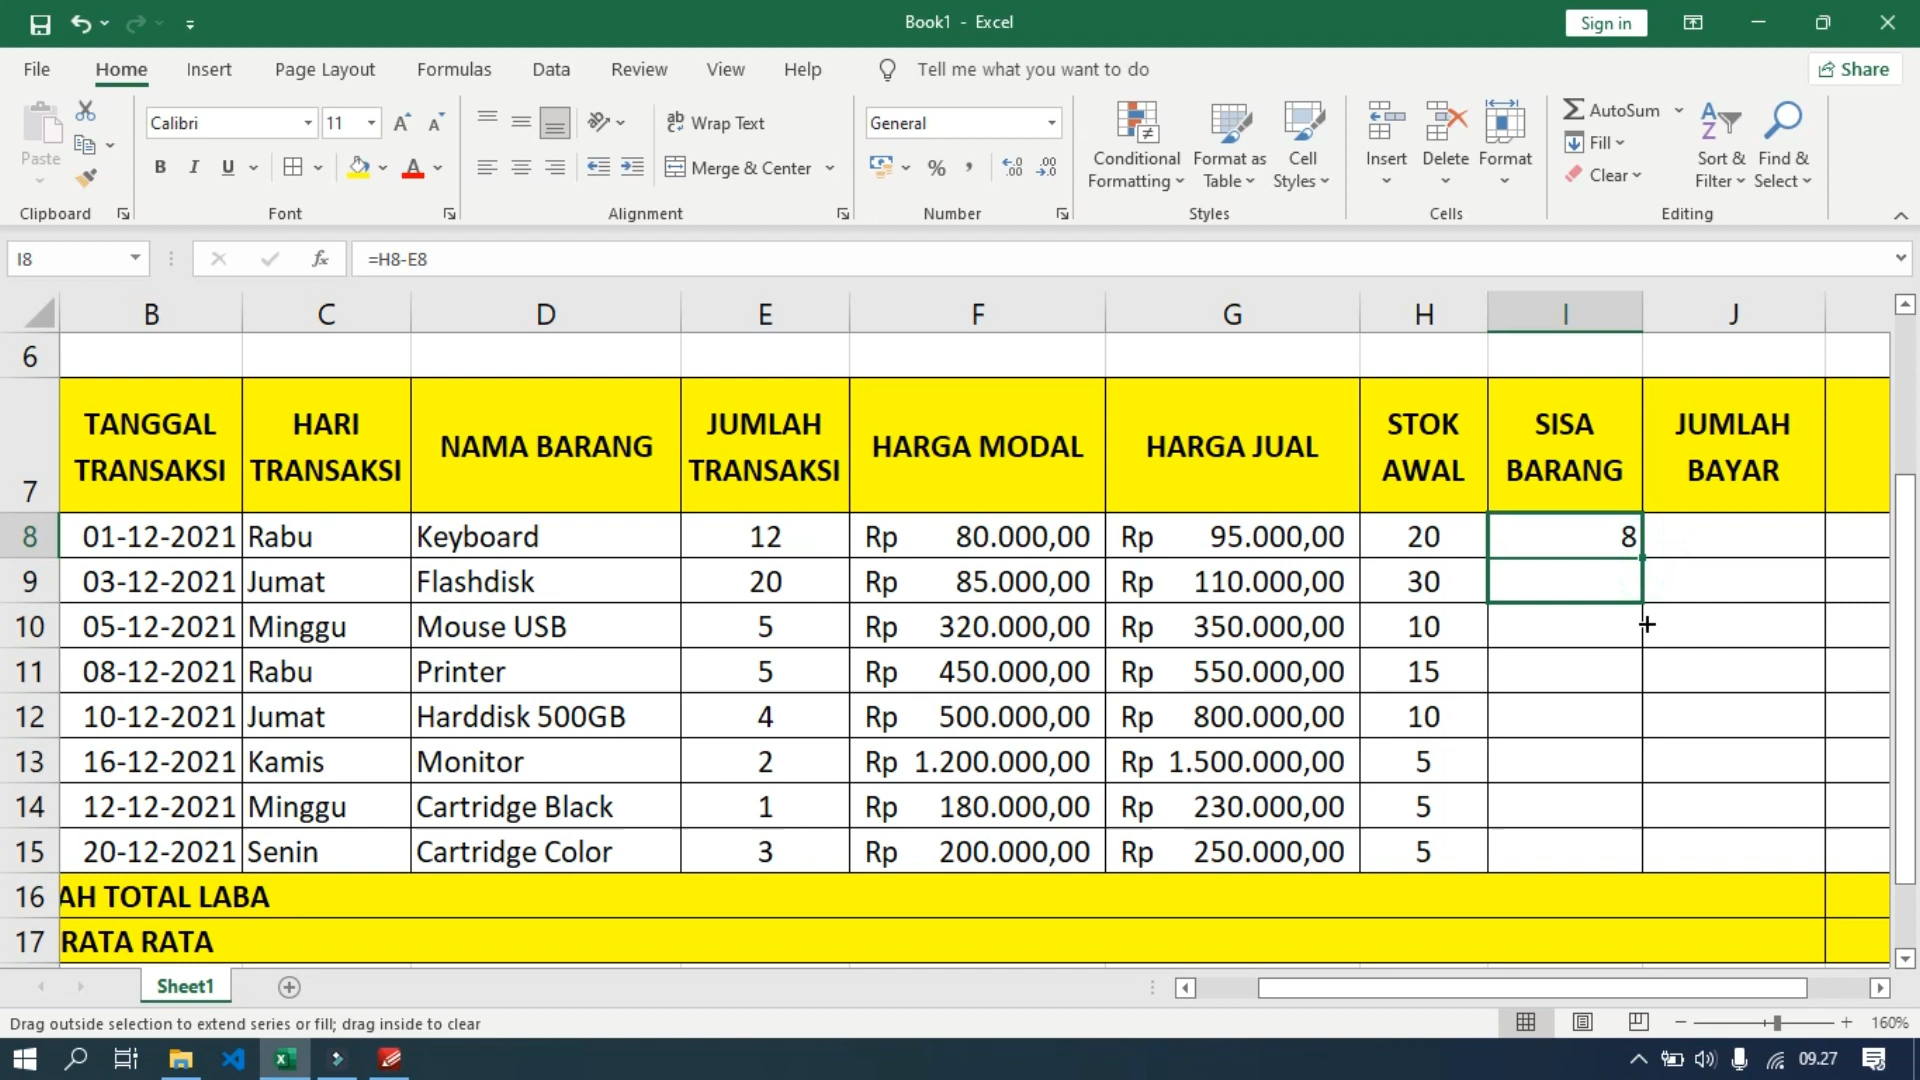 Book1 - Excel
Sign in
File Home Insert Page Layout Formulas Data Review View Help Tell me what you want to do Share
Paste
Clipboard
Calibri 11
B I U
Font
Wrap Text
Merge & Center
Alignment
General
% , .00
Number
Conditional Formatting
Format as Table
Cell Styles
Styles
Insert Delete Format
Cells
AutoSum
Fill
Clear
Sort & Filter
Find & Select
Editing
I8 fx =H8-E8
B C D E F G H I J
6
7 TANGGAL TRANSAKSI HARI TRANSAKSI NAMA BARANG JUMLAH TRANSAKSI HARGA MODAL HARGA JUAL STOK AWAL SISA BARANG JUMLAH BAYAR
8 01-12-2021 Rabu Keyboard 12 Rp 80.000,00 Rp 95.000,00 20 8
9 03-12-2021 Jumat Flashdisk 20 Rp 85.000,00 Rp 110.000,00 30
10 05-12-2021 Minggu Mouse USB 5 Rp 320.000,00 Rp 350.000,00 10
11 08-12-2021 Rabu Printer 5 Rp 450.000,00 Rp 550.000,00 15
12 10-12-2021 Jumat Harddisk 500GB 4 Rp 500.000,00 Rp 800.000,00 10
13 16-12-2021 Kamis Monitor 2 Rp 1.200.000,00 Rp 1.500.000,00 5
14 12-12-2021 Minggu Cartridge Black 1 Rp 180.000,00 Rp 230.000,00 5
15 20-12-2021 Senin Cartridge Color 3 Rp 200.000,00 Rp 250.000,00 5
16 AH TOTAL LABA
17 RATA RATA
Sheet1
Drag outside selection to extend series or fill; drag inside to clear
160%
09.27